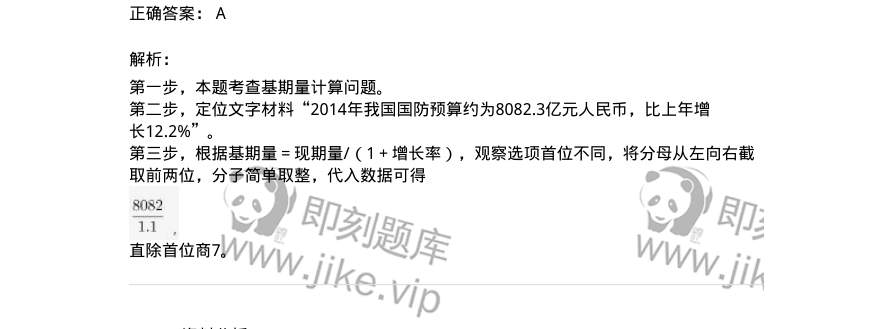 正确答案： A
解析：
第一步，本题考查基期量计算问题。
第二步，定位文字材料“2014年我国国防预算约为8082.3亿元人民币，比上年增
长12.2%”。
第三步，根据基期量 = 现期量/（1 + 增长率），观察选项首位不同，将分母从左向右截
取前两位，分子简单取整，代入数据可得
8082
1.1 ，
直除首位商7。
即刻题库
www.jike.vip
即刻
www.jik